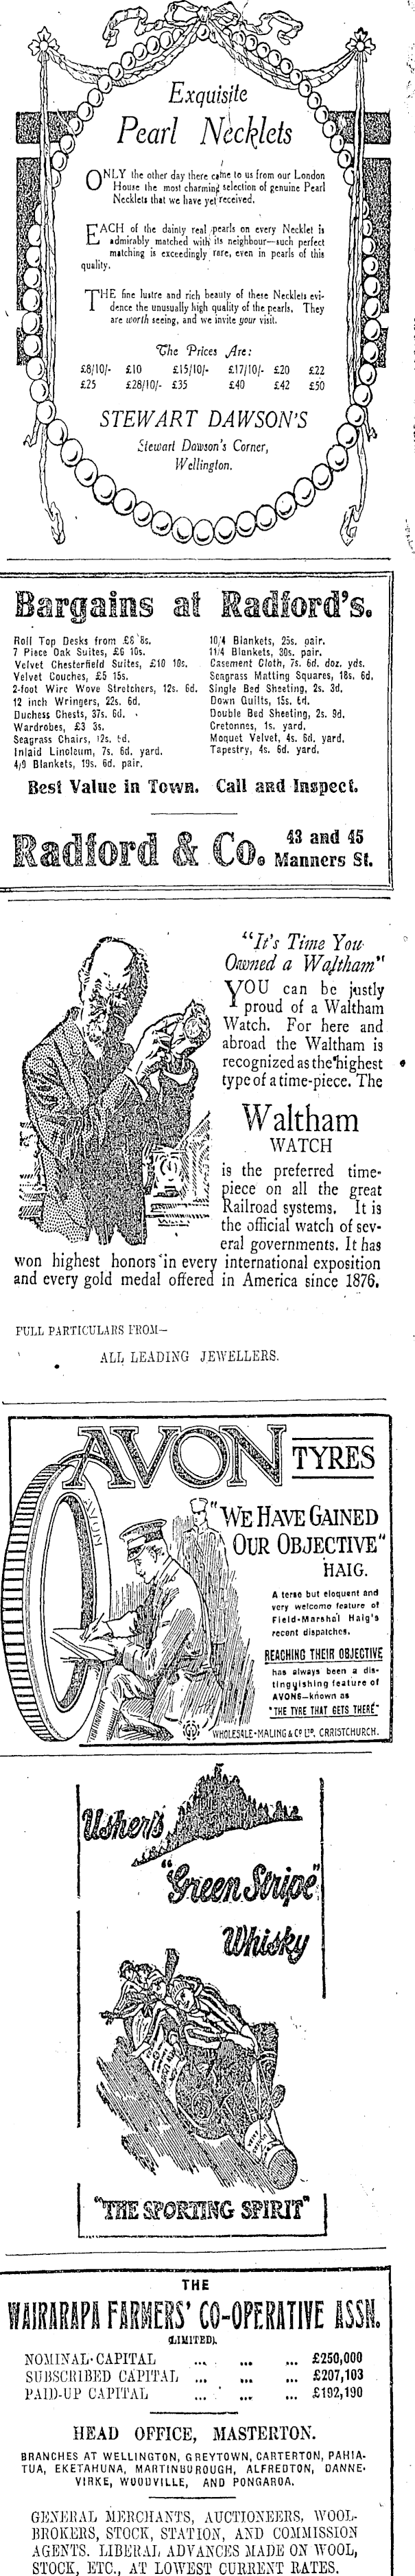 Exquisite
Pearl Necklets
ONLY the other day there came to us from our London
House the most charming selection of genuine Pearl
Necklets that we have yet received.
EACH of the dainty real pearls on every Necklet is
admirably matched with its neighbour—such perfect
matching is exceedingly rare, even in pearls of this
quality.
THE fine lustre and rich beauty of these Necklets evi-
dence the unusually high quality of the pearls. They
are worth seeing, and we invite your visit.
The Prices Are:
£8/10/- £10 £15/10/- £17/10/- £20 £22
£25 £28/10/- £35 £40 £42 £50
STEWART DAWSON'S
Stewart Dawson's Corner,
Wellington.
Bargains at Radford's.
Roll Top Desks from £8 8s.
7 Piece Oak Suites, £6 10s.
Velvet Chesterfield Suites, £10 10s.
Velvet Couches, £5 15s.
2-foot Wire Wove Stretchers, 12s. 6d.
12 inch Wringers, 22s. 6d.
Duchess Chests, 37s. 6d.
Wardrobes, £3 3s.
Seagrass Chairs, 12s.
Inlaid Linoleum, 7s. 6d. yard.
4/9 Blankets, 19s. 6d. pair.
10/4 Blankets, 25s. pair.
11/4 Blankets, 30s. pair.
Casement Cloth, 7s. 6d. doz. yds.
Seagrass Matting Squares, 18s. 6d.
Single Bed Sheeting, 2s. 3d.
Down Quilts, 15s.
Double Bed Sheeting, 2s. 9d.
Cretonnes, 1s. yard.
Moquet Velvet, 4s. 6d. yard.
Tapestry, 4s. 6d. yard.
Best Value in Town. Call and Inspect.
Radford & Co. 43 and 45
Manners St.
"It's Time You
Owned a Waltham"
YOU can be justly
proud of a Waltham
Watch. For here and
abroad the Waltham is
recognized as the highest
type of a time-piece. The
Waltham
WATCH
is the preferred time-
piece on all the great
Railroad systems. It is
the official watch of sev-
eral governments. It has
won highest honors in every international exposition
and every gold medal offered in America since 1876.
FULL PARTICULARS FROM—
ALL LEADING JEWELLERS.
AVON TYRES
AVON
"WE HAVE GAINED
OUR OBJECTIVE"
HAIG.
A terse but eloquent and
very welcome feature of
Field-Marshal Haig's
recent dispatches.
REACHING THEIR OBJECTIVE
has always been a dis-
tinguishing feature of
AVONS—known as
"THE TYRE THAT GETS THERE"
WHOLESALE-MALING & Co LTD. CHRISTCHURCH.
Usher's
"Green Stripe"
Whisky
"THE SPORTING SPIRIT"
THE
WAIRARAPA FARMERS' CO-OPERATIVE ASSN.
(LIMITED).
NOMINAL CAPITAL ... ... ... £250,000
SUBSCRIBED CAPITAL ... ... ... £207,103
PAID-UP CAPITAL ... ... ... £192,190
HEAD OFFICE, MASTERTON.
BRANCHES AT WELLINGTON, GREYTOWN, CARTERTON, PAHIA-
TUA, EKETAHUNA, MARTINBOROUGH, ALFREDTON, DANNE-
VIRKE, WOODVILLE, AND PONGAROA.
GENERAL MERCHANTS, AUCTIONEERS, WOOL-
BROKERS, STOCK, STATION, AND COMMISSION
AGENTS. LIBERAL ADVANCES MADE ON WOOL,
STOCK, ETC., AT LOWEST CURRENT RATES.